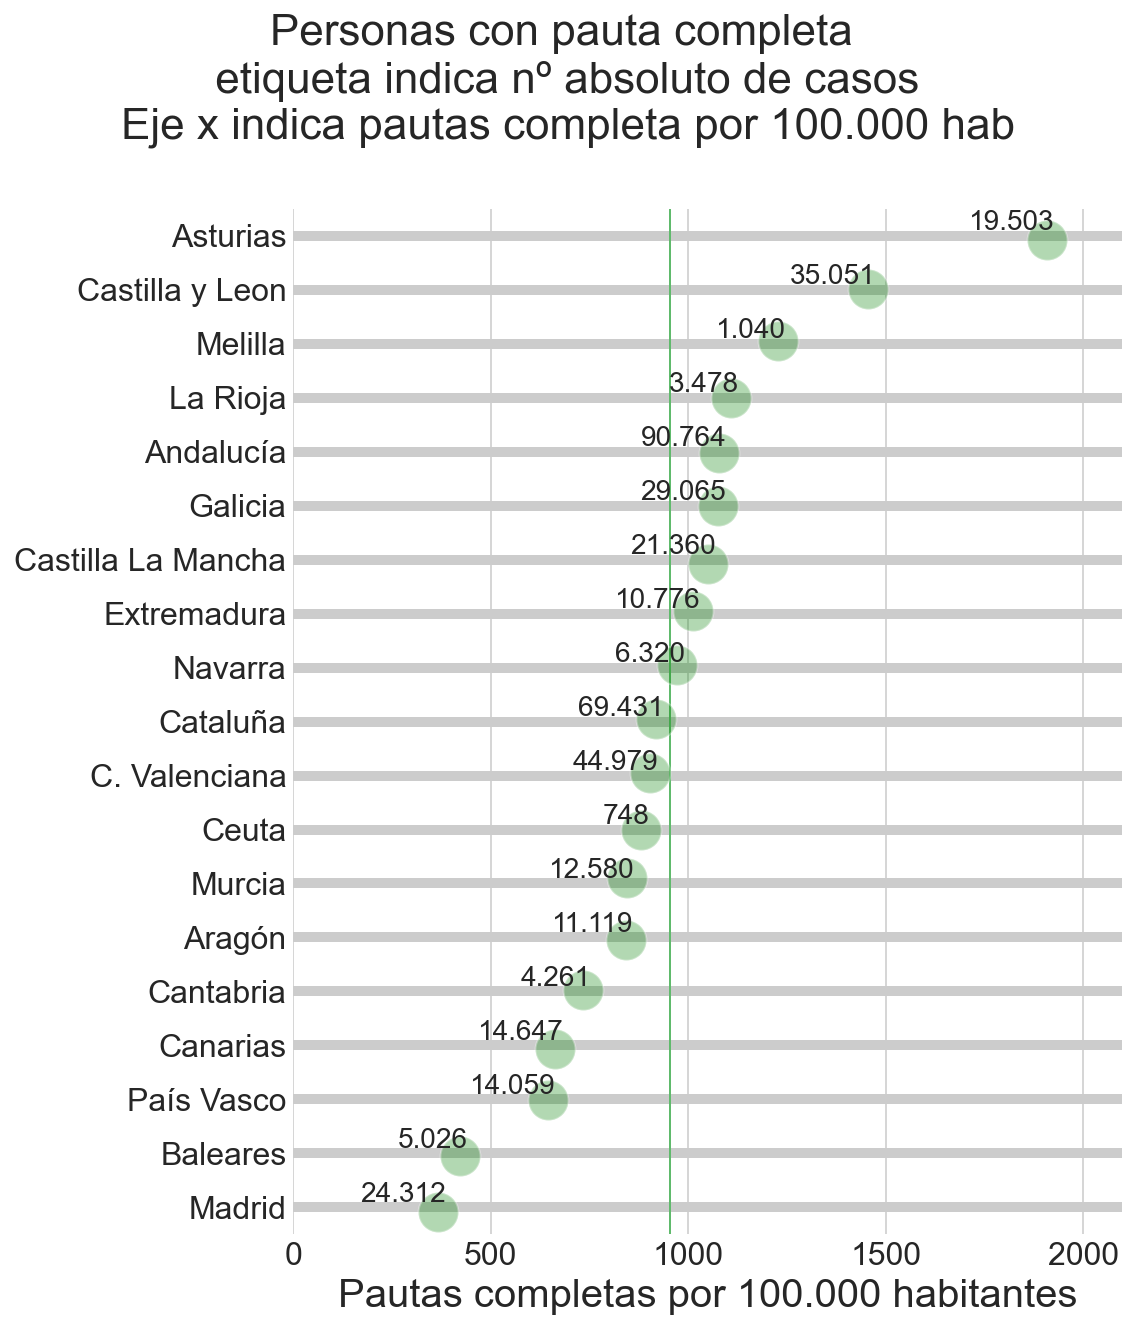 Personas con pauta completa
etiqueta indica nº absoluto de casos
Eje x indica pautas completa por 100.000 hab
Asturias 19.503
Castilla y Leon 35.051
Melilla 1.040
La Rioja 3.478
Andalucía 90.764
Galicia 29.065
Castilla La Mancha 21.360
Extremadura 10.776
Navarra 6.320
Cataluña 69.431
C. Valenciana 44.979
Ceuta 748
Murcia 12.580
Aragón 11.119
Cantabria 4.261
Canarias 14.647
País Vasco 14.059
Baleares 5.026
Madrid 24.312
0 500 1000 1500 2000
Pautas completas por 100.000 habitantes